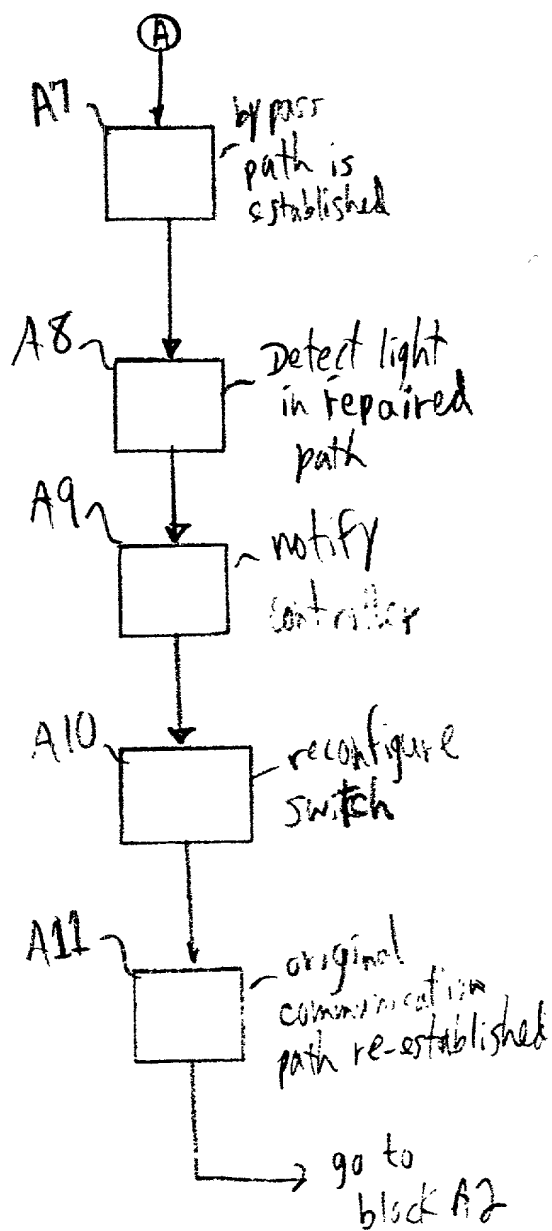 A
A7
bypass
path is
established
A8
Detect light
in repaired
path
A9
notify
controller
A10
reconfigure
switch
A11
original
communication
path re-established
go to
block A2